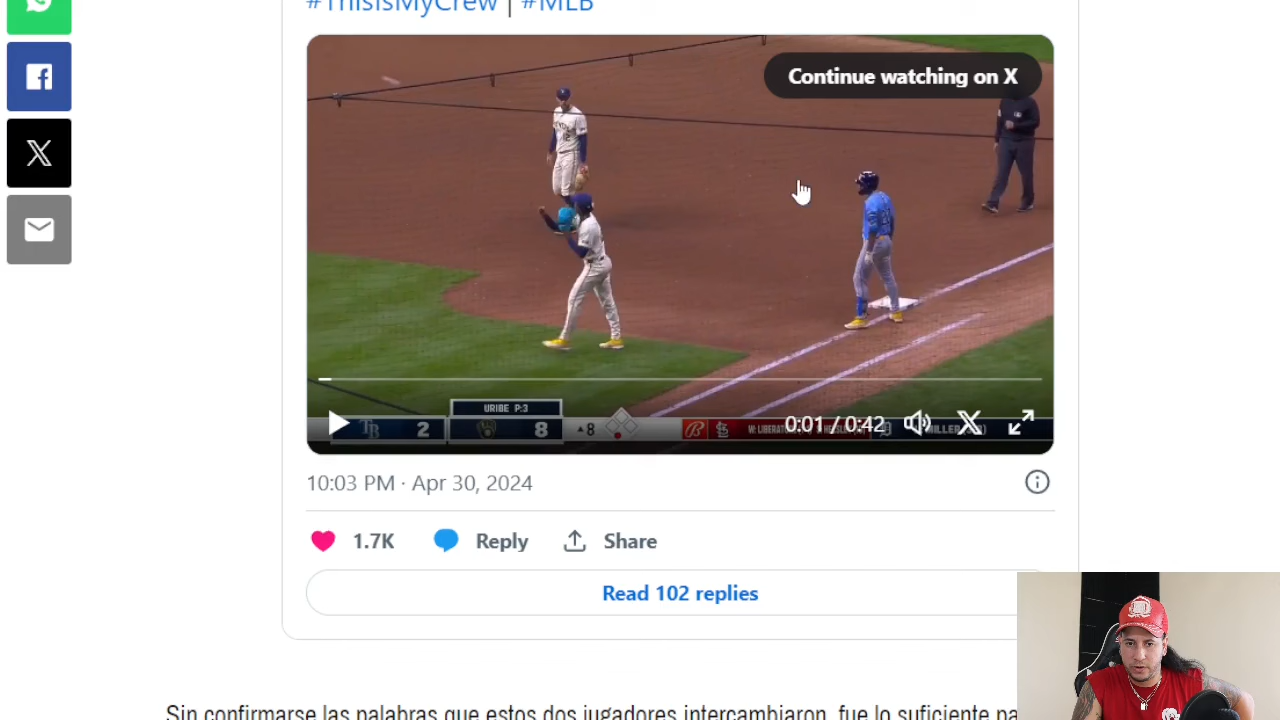 #ThisIsMyCrew | #MLB
Continue watching on X
12
URIBE P:3
TB 2
8
▲8
0:01 / 0:42
10:03 PM · Apr 30, 2024
1.7K
Reply
Share
Read 102 replies
Sin confirmarse las palabras que estos dos jugadores intercambiaron, fue lo suficiente pa